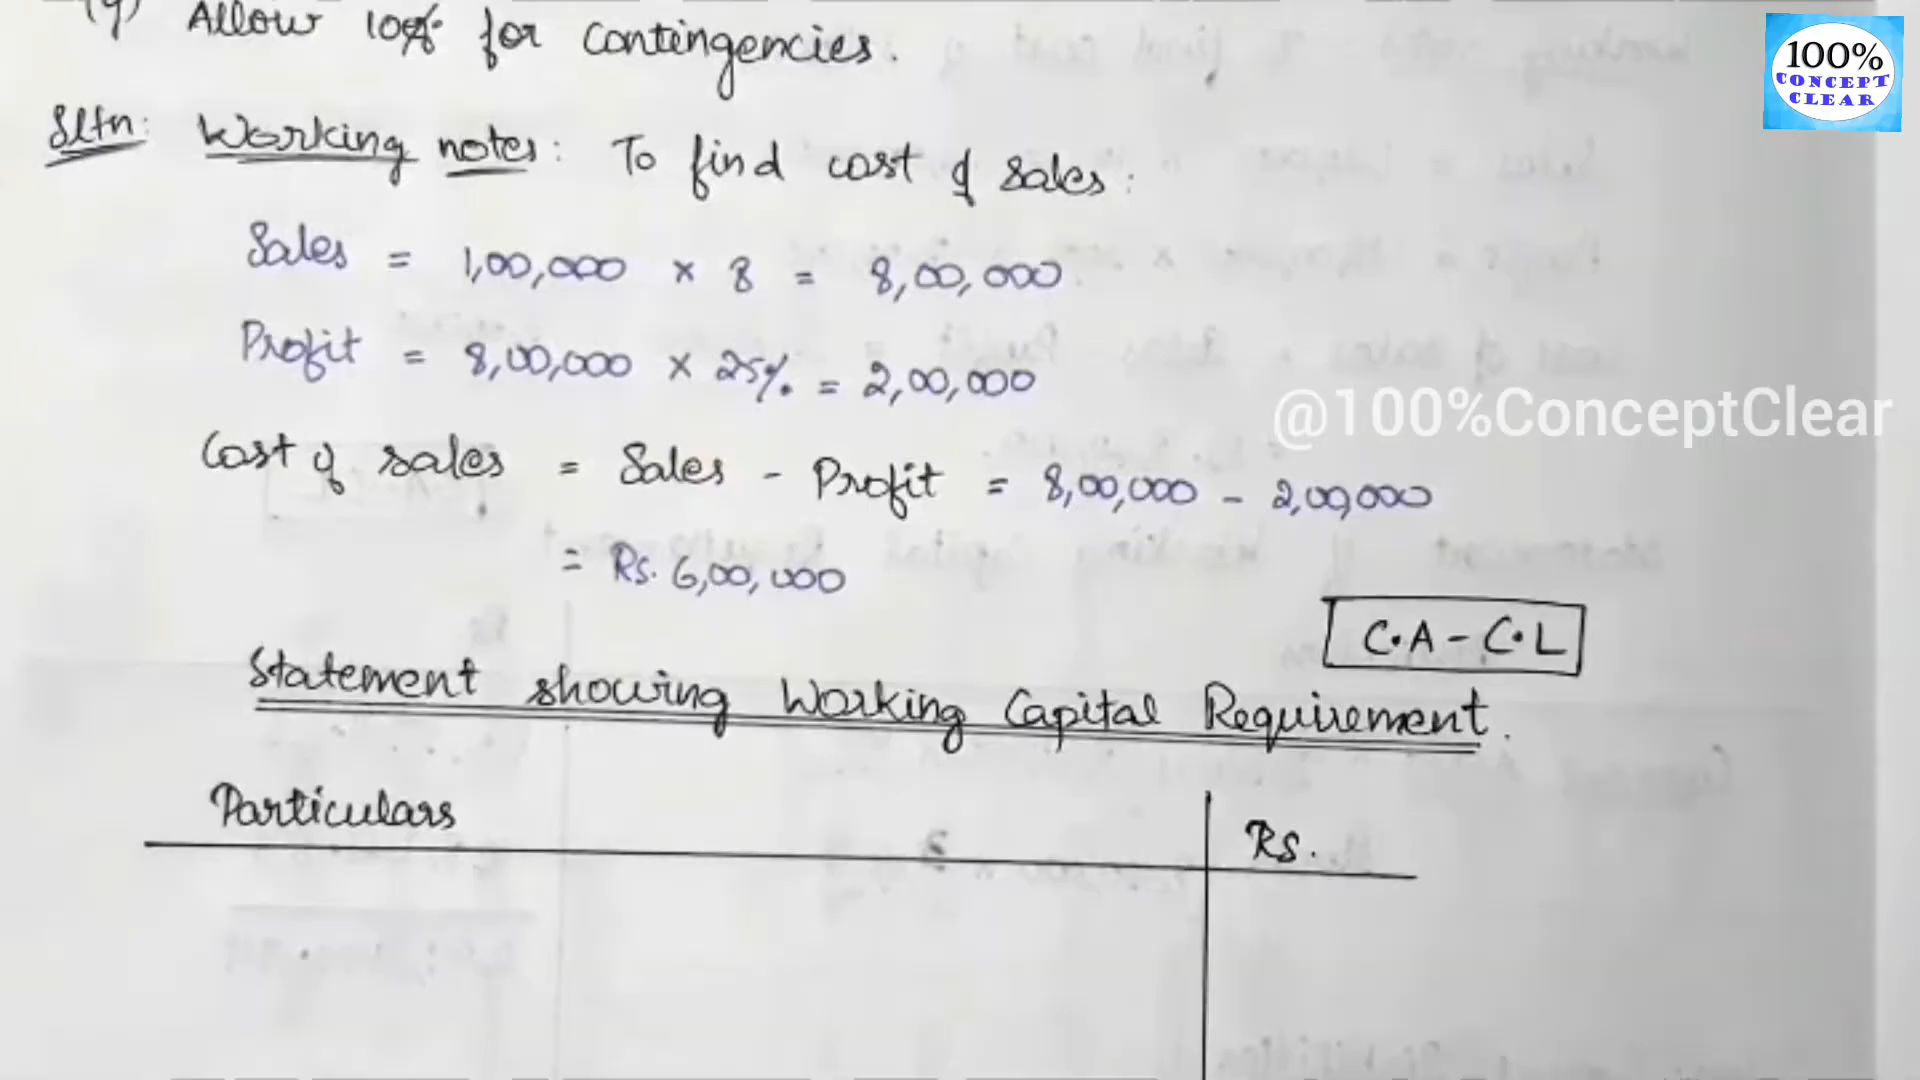 Allow 10% for contingencies.
100%
CONCEPT
CLEAR
Sltn: Working notes: To find cost of sales:
Sales = 1,00,000 × 8 = 8,00,000
Profit = 8,00,000 × 25% = 2,00,000
@100%ConceptClear
Cost of sales = Sales - Profit = 8,00,000 - 2,00,000
= Rs. 6,00,000
C.A - C.L
Statement showing Working Capital Requirement.
Particulars Rs.